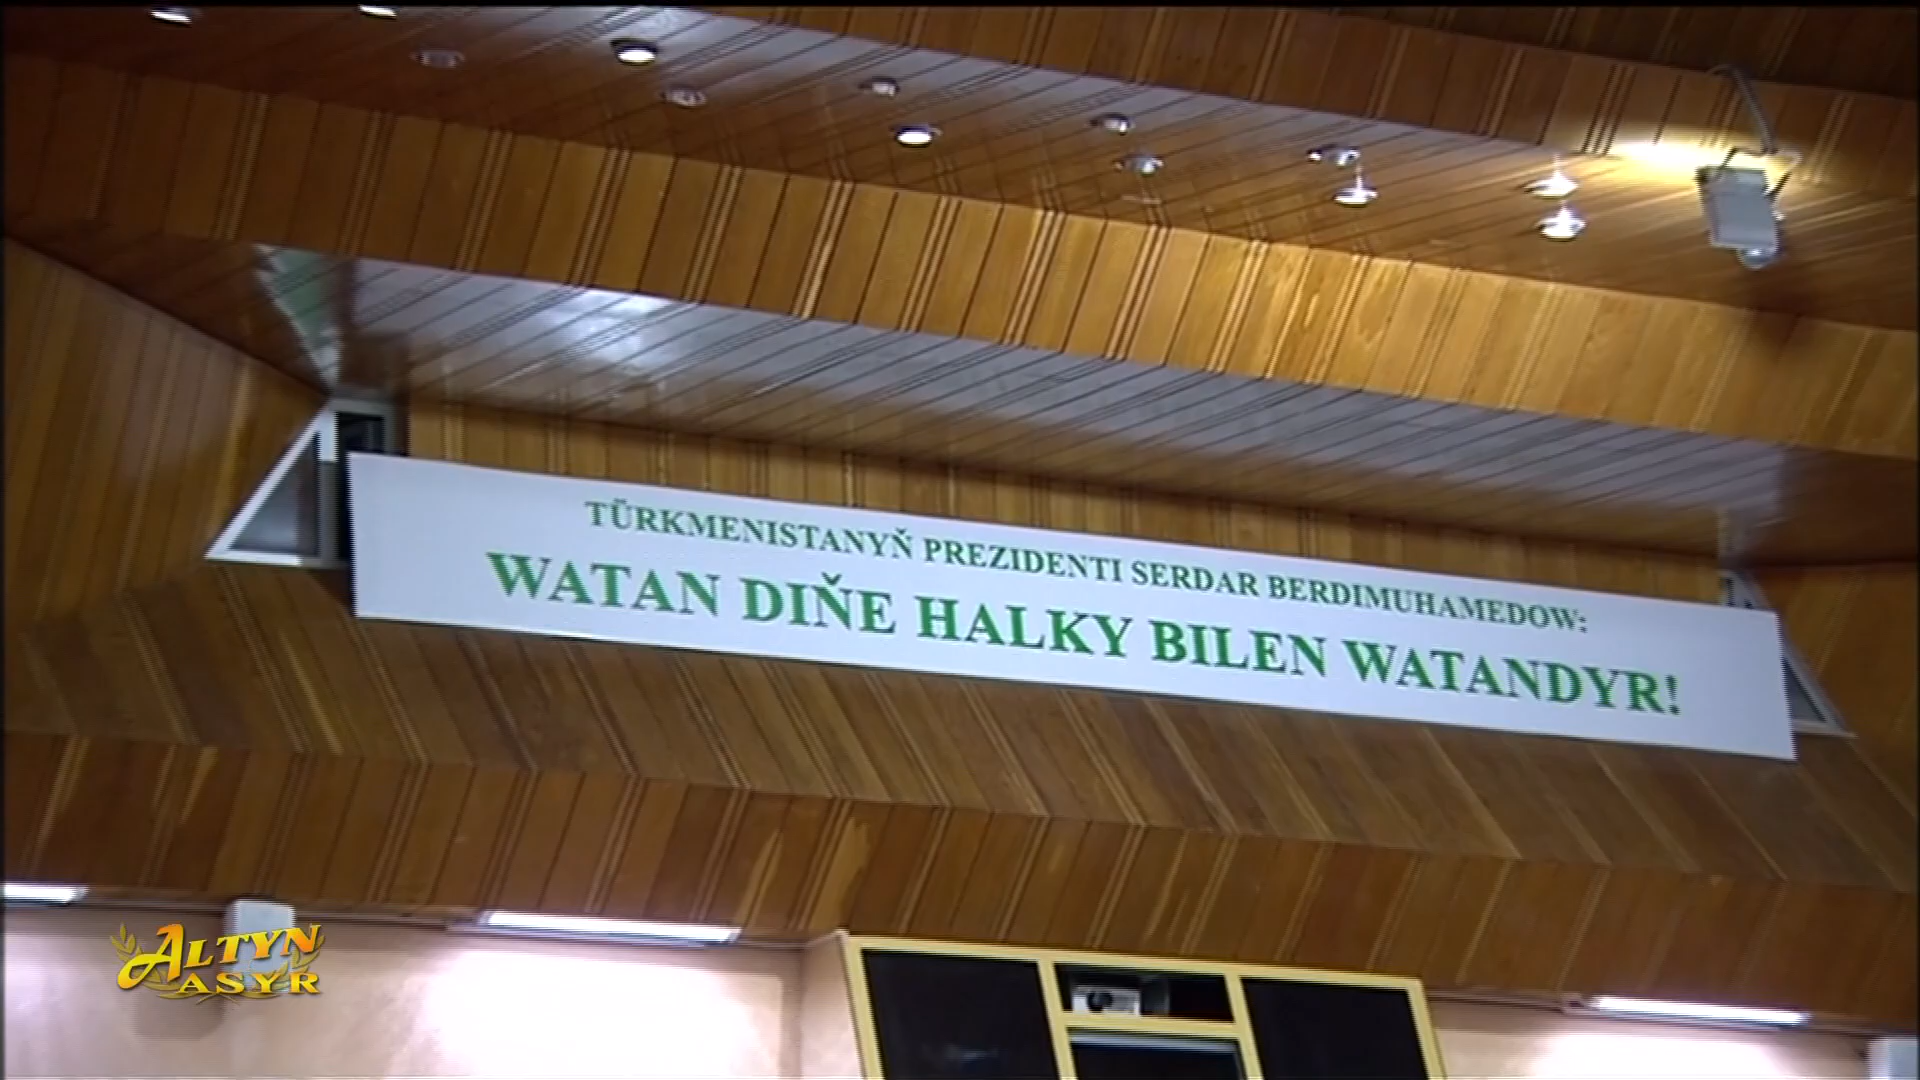 TÜRKMENISTANYŇ PREZIDENTI SERDAR BERDIMUHAMEDOW:
WATAN DIŇE HALKY BILEN WATANDYR!
ALTYN
ASYR